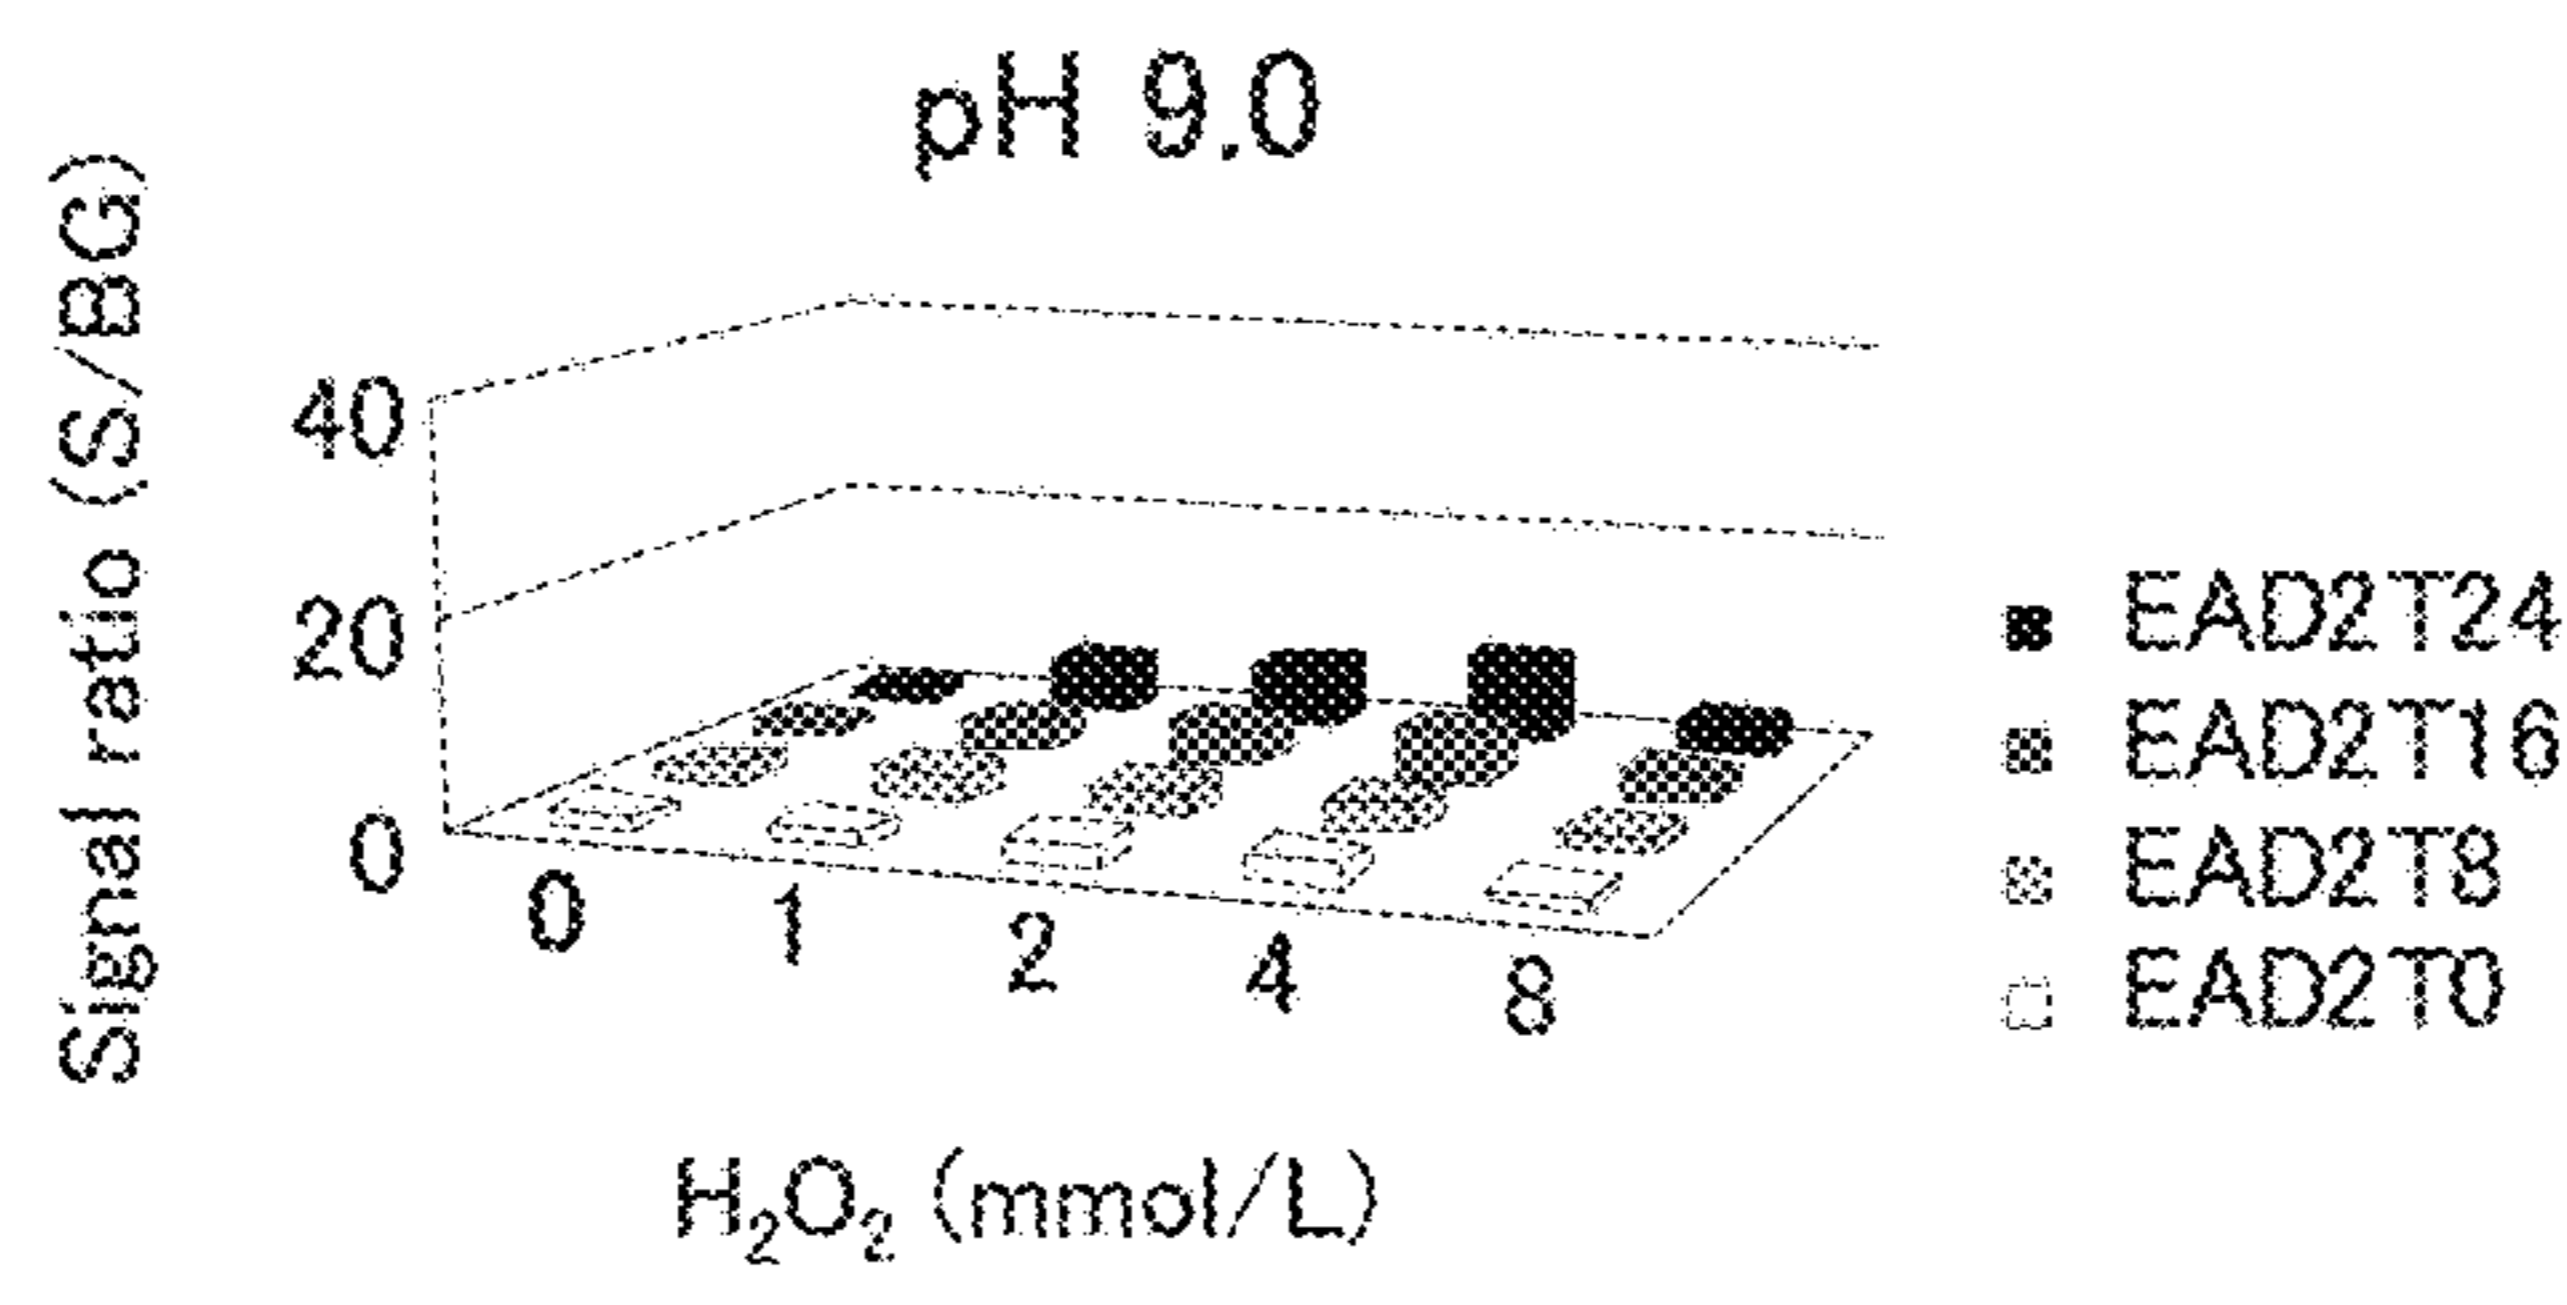 pH 9.0
Signal ratio (S/BG)
40
20
0
0
1
2
4
8
H₂O₂ (mmol/L)
EAD2T24
EAD2T16
EAD2T8
EAD2T0